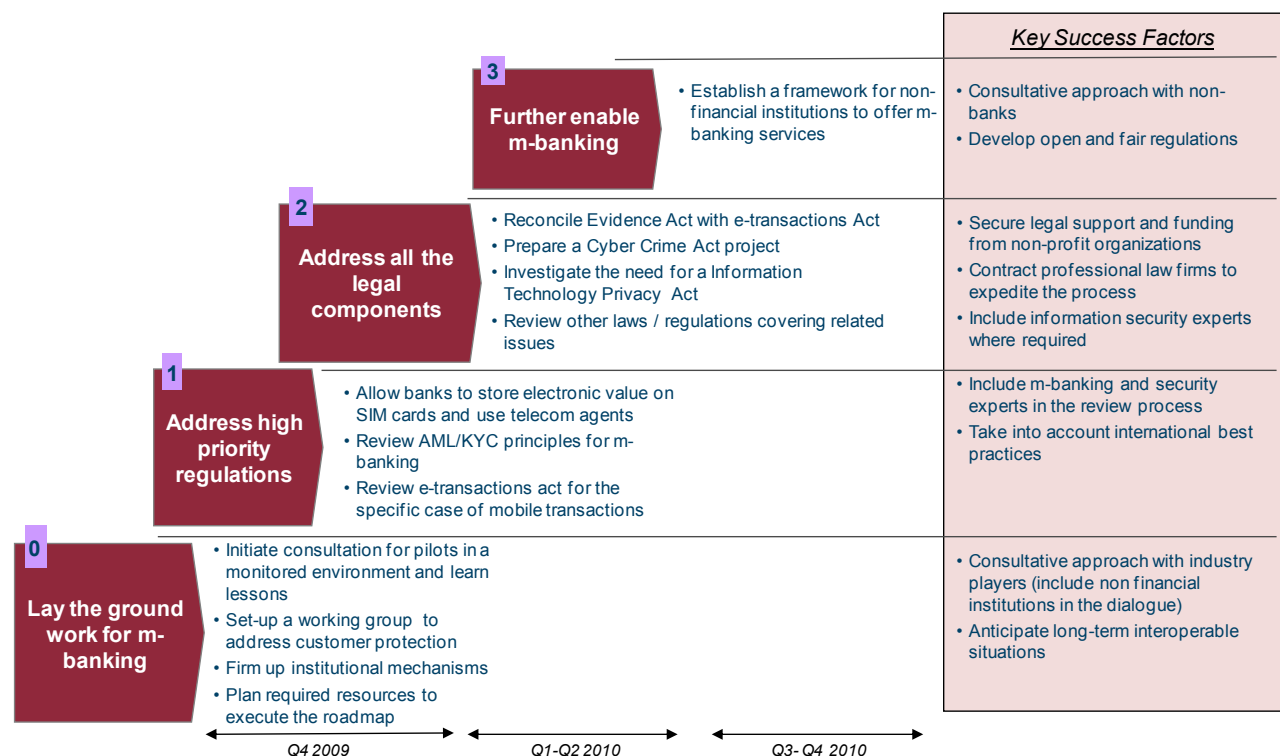 Key Success Factors
3
Further enable
m-banking
• Establish a framework for non-
financial institutions to offer m-
banking services
• Consultative approach with non-
banks
• Develop open and fair regulations
2
Address all the
legal
components
• Reconcile Evidence Act with e-transactions Act
• Prepare a Cyber Crime Act project
• Investigate the need for a Information
Technology Privacy Act
• Review other laws / regulations covering related
issues
• Secure legal support and funding
from non-profit organizations
• Contract professional law firms to
expedite the process
• Include information security experts
where required
1
Address high
priority
regulations
• Allow banks to store electronic value on
SIM cards and use telecom agents
• Review AML/KYC principles for m-
banking
• Review e-transactions act for the
specific case of mobile transactions
• Include m-banking and security
experts in the review process
• Take into account international best
practices
0
Lay the ground
work for m-
banking
• Initiate consultation for pilots in a
monitored environment and learn
lessons
• Set-up a working group to
address customer protection
• Firm up institutional mechanisms
• Plan required resources to
execute the roadmap
• Consultative approach with industry
players (include non financial
institutions in the dialogue)
• Anticipate long-term interoperable
situations
Q4 2009
Q1-Q2 2010
Q3- Q4 2010